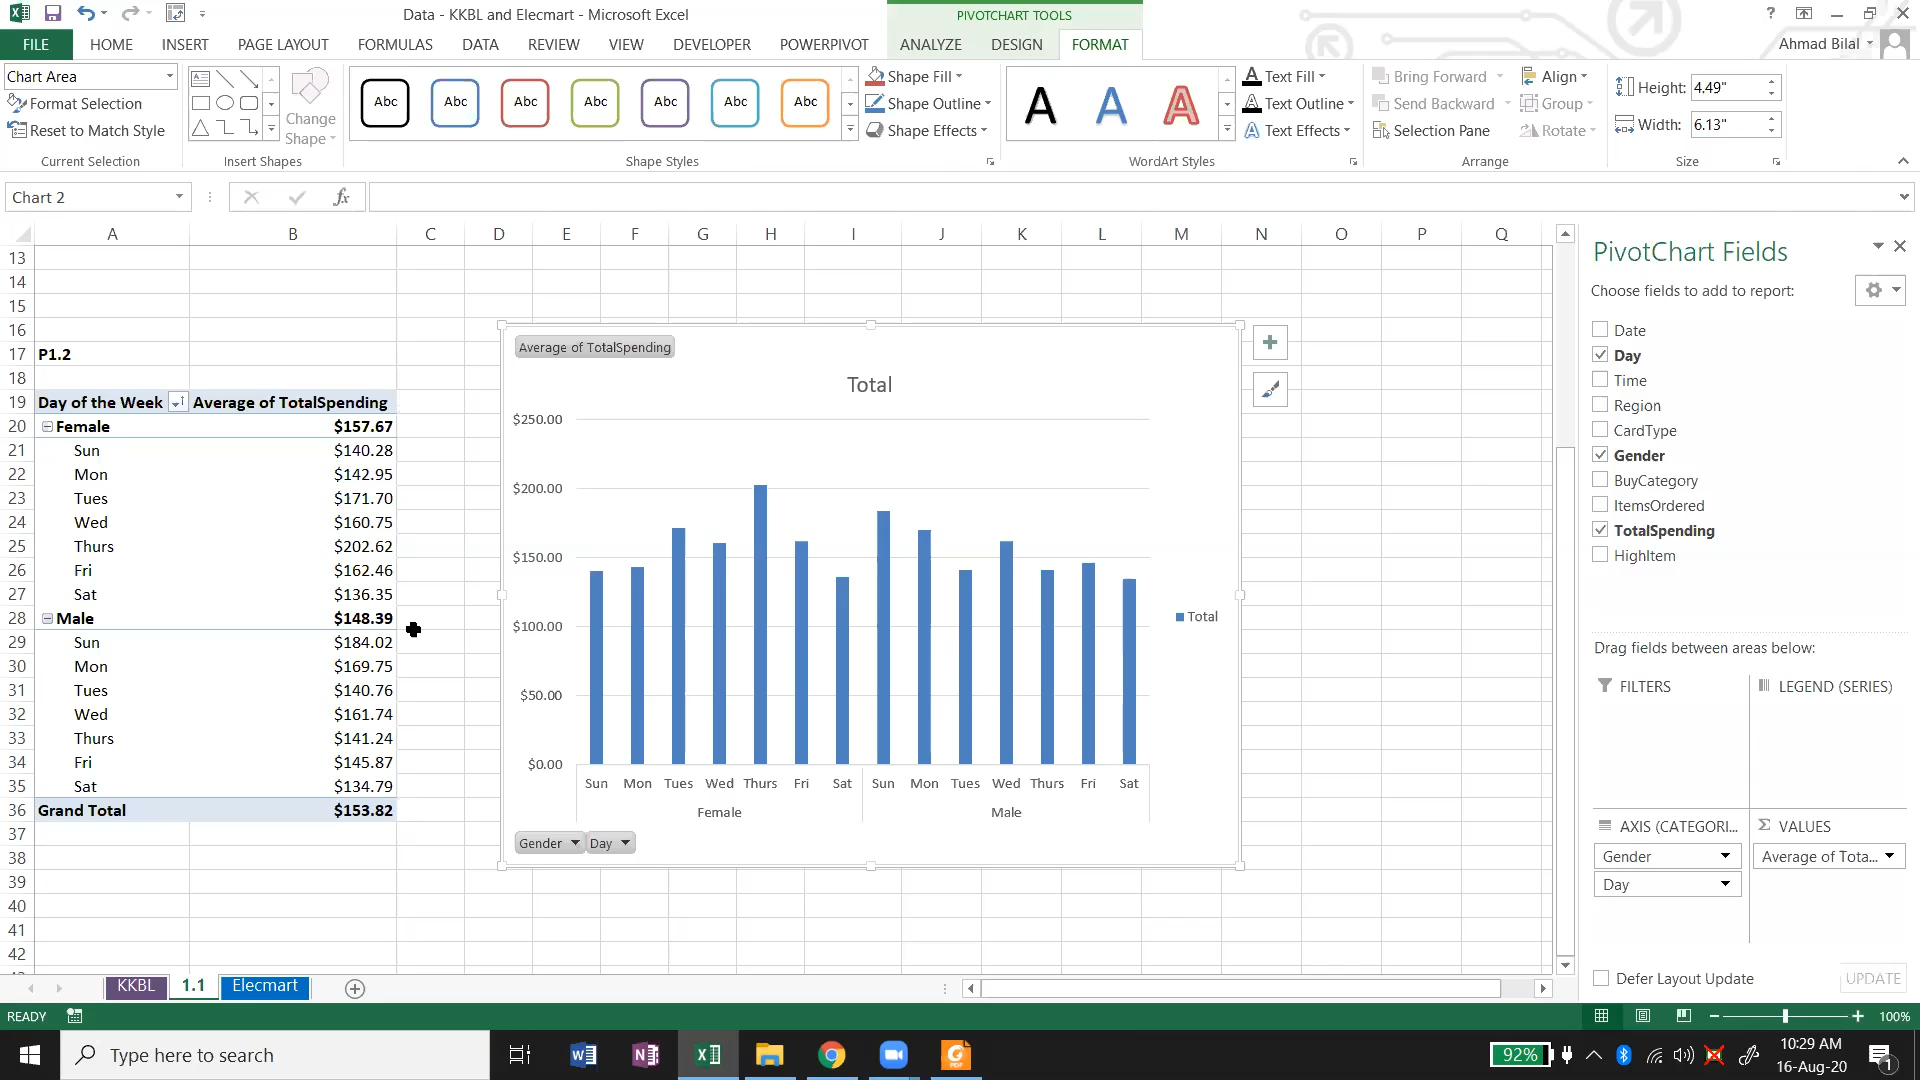 Data - KKBL and Elecmart - Microsoft Excel
PIVOTCHART TOOLS
FILE HOME INSERT PAGE LAYOUT FORMULAS DATA REVIEW VIEW DEVELOPER POWERPIVOT ANALYZE DESIGN FORMAT
Ahmad Bilal
Chart Area
Format Selection
Reset to Match Style
Current Selection
Change
Shape
Insert Shapes
Abc Abc Abc Abc Abc Abc Abc
Shape Styles
Shape Fill
Shape Outline
Shape Effects
A A A
WordArt Styles
Text Fill
Text Outline
Text Effects
Bring Forward
Send Backward
Selection Pane
Align
Group
Rotate
Arrange
Height: 4.49"
Width: 6.13"
Size
Chart 2
fx
A B C D E F G H I J K L M N O P Q
13
14
15
16
17 P1.2
18
19 Day of the Week Average of TotalSpending
20 Female $157.67
21 Sun $140.28
22 Mon $142.95
23 Tues $171.70
24 Wed $160.75
25 Thurs $202.62
26 Fri $162.46
27 Sat $136.35
28 Male $148.39
29 Sun $184.02
30 Mon $169.75
31 Tues $140.76
32 Wed $161.74
33 Thurs $141.24
34 Fri $145.87
35 Sat $134.79
36 Grand Total $153.82
37
38
39
40
41
42
Average of TotalSpending
Total
$250.00
$200.00
$150.00
$100.00
$50.00
$0.00
Sun Mon Tues Wed Thurs Fri Sat Sun Mon Tues Wed Thurs Fri Sat
Female Male
Total
Gender Day
PivotChart Fields
Choose fields to add to report:
Date
Day
Time
Region
CardType
Gender
BuyCategory
ItemsOrdered
TotalSpending
HighItem
Drag fields between areas below:
FILTERS
LEGEND (SERIES)
AXIS (CATEGORI...
Gender
Day
VALUES
Average of Tota...
Defer Layout Update
UPDATE
KKBL 1.1 Elecmart
READY
100%
Type here to search
92%
10:29 AM
16-Aug-20
1